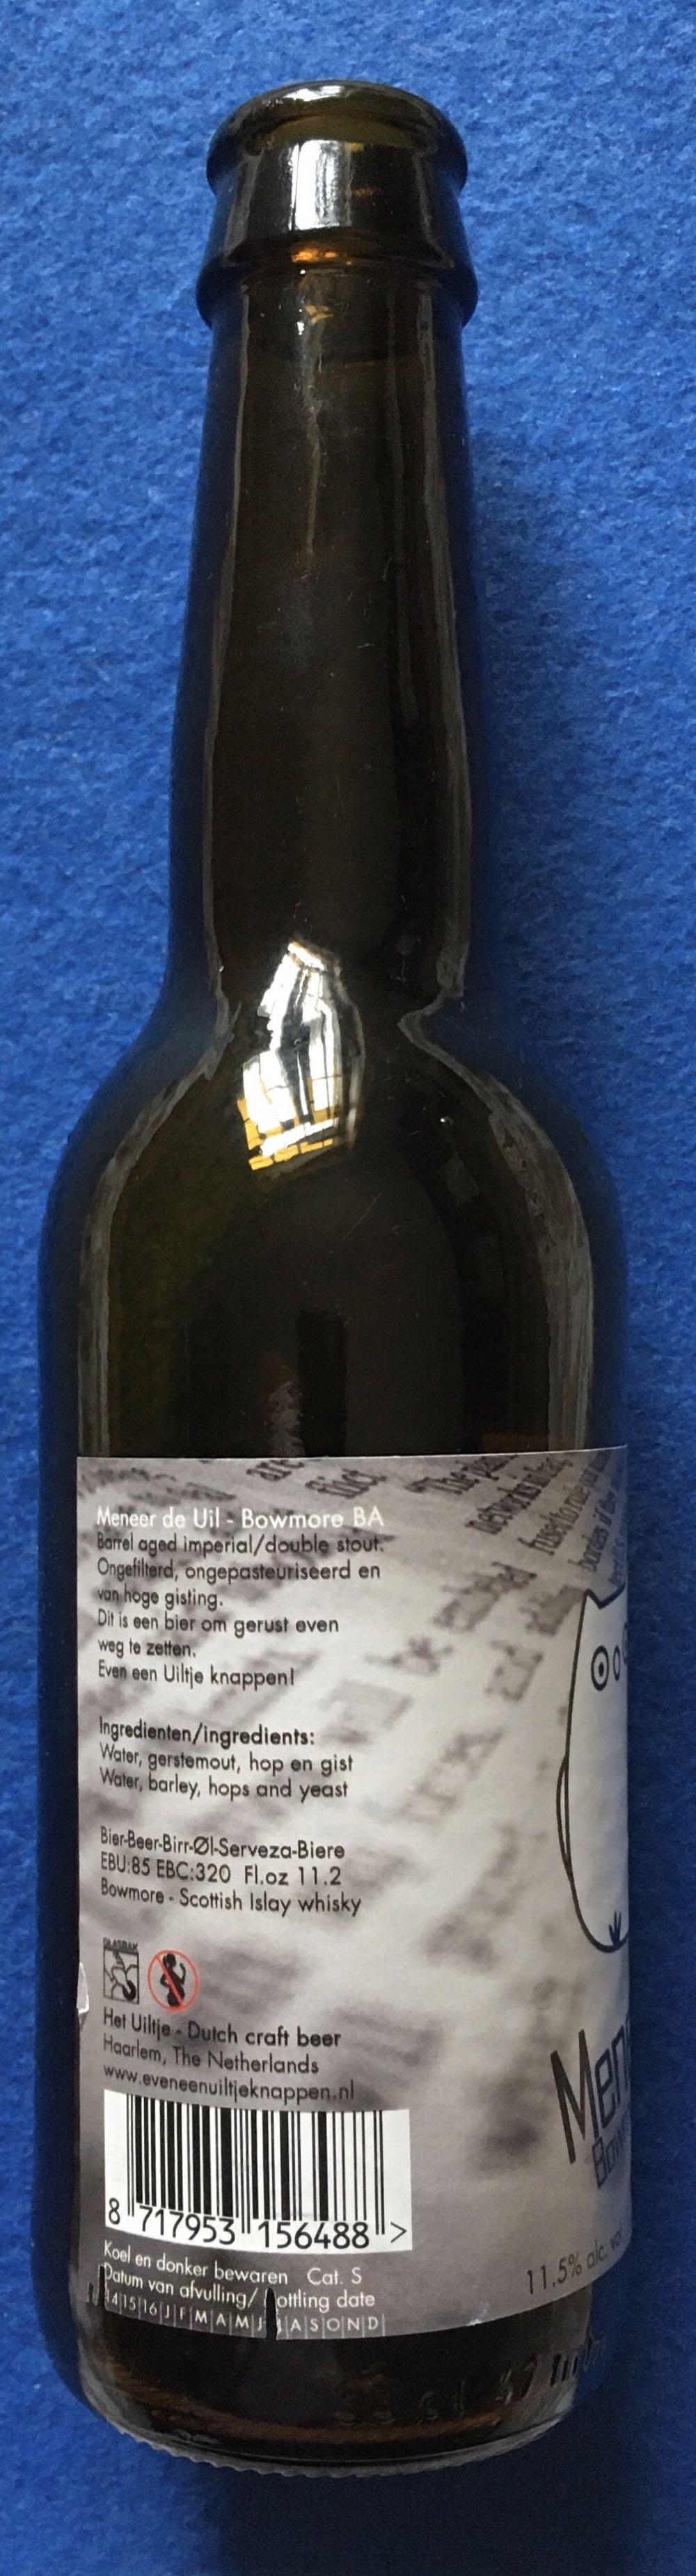 Meneer de Uil - Bowmore BA
Barrel aged imperial/double stout.
Ongefilterd, ongepasteuriseerd en
van hoge gisting.
Dit is een bier om gerust even
weg te zetten.
Even een Uiltje knappen!
Ingredienten/ingredients:
Water, gerstemout, hop en gist
Water, barley, hops and yeast
Bier-Beer-Birr-Øl-Serveza-Biere
EBU:85 EBC:320 Fl.oz 11.2
Bowmore - Scottish Islay whisky
GLASBAK
Het Uiltje - Dutch craft beer
Haarlem, The Netherlands
www.eveneenuiltjeknappen.nl
8 717953 156488 >
Koel en donker bewaren Cat. S
Datum van afvulling/ ottling date
14|15|16|J|F|M|A|M|J| |A|S|O|N|D|
Men
Bow
11.5% alc. vol